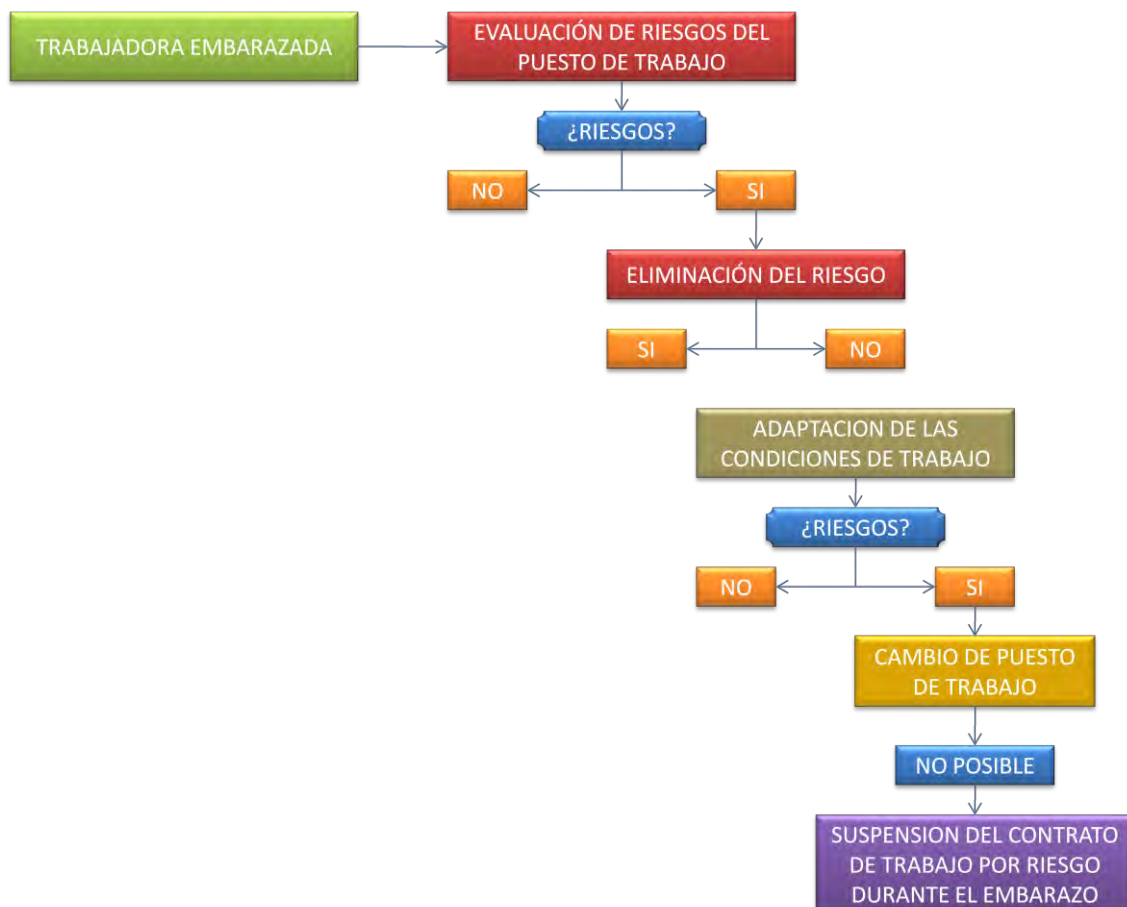 TRABAJADORA EMBARAZADA
EVALUACIÓN DE RIESGOS DEL
PUESTO DE TRABAJO
¿RIESGOS?
NO
SI
ELIMINACIÓN DEL RIESGO
SI
NO
ADAPTACION DE LAS
CONDICIONES DE TRABAJO
¿RIESGOS?
NO
SI
CAMBIO DE PUESTO
DE TRABAJO
NO POSIBLE
SUSPENSION DEL CONTRATO
DE TRABAJO POR RIESGO
DURANTE EL EMBARAZO